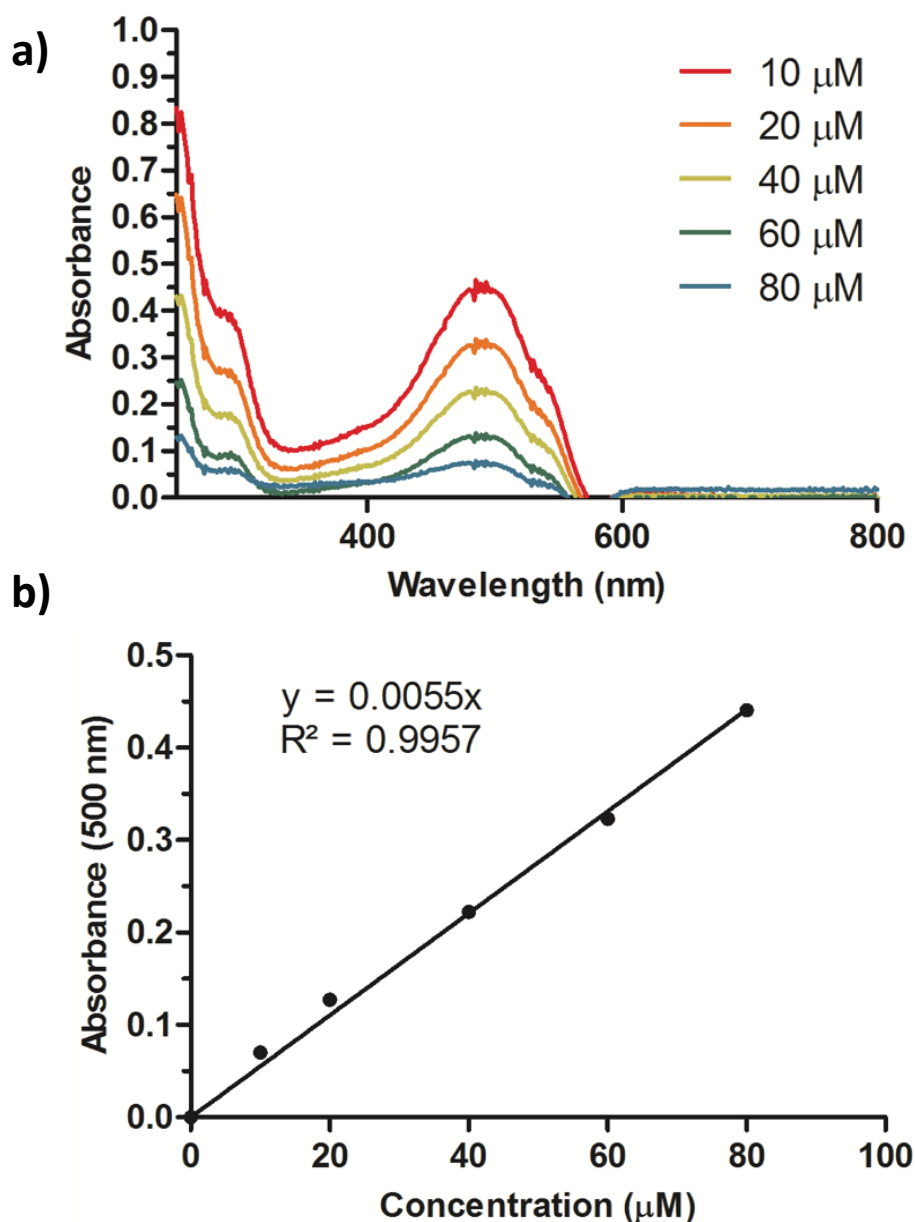 a)
1.0
0.9
0.8
0.7
0.6
0.5
0.4
0.3
0.2
0.1
0.0
Absorbance
10 μM
20 μM
40 μM
60 μM
80 μM
400 600 800
Wavelength (nm)
b)
0.5
0.4
0.3
0.2
0.1
0.0
Absorbance (500 nm)
y = 0.0055x
R² = 0.9957
0 20 40 60 80 100
Concentration (μM)